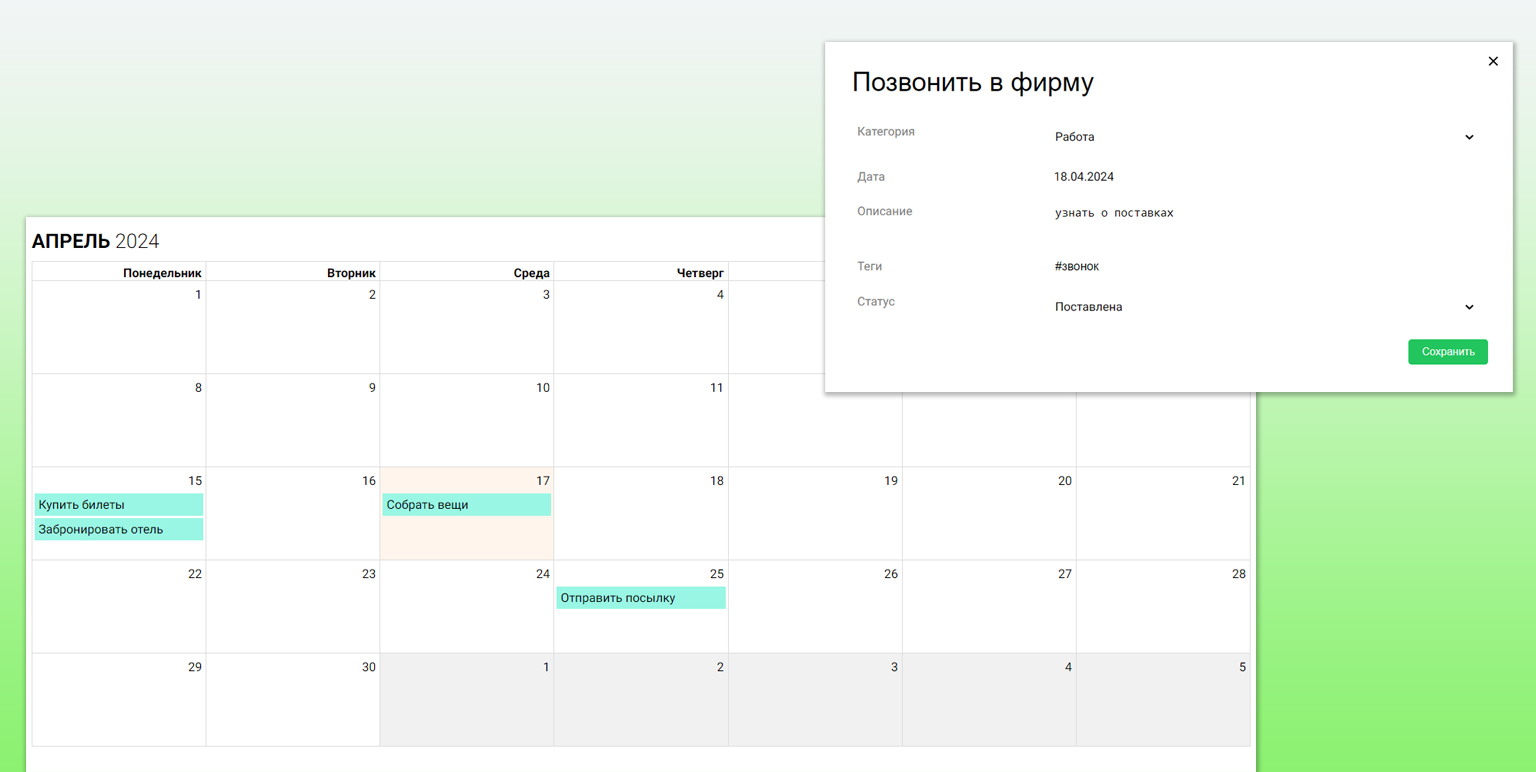 Позвонить в фирму
Категория Работа
Дата 18.04.2024
Описание узнать о поставках
Теги #звонок
Статус Поставлена
Сохранить
АПРЕЛЬ 2024
Понедельник Вторник Среда Четверг
1 2 3 4
8 9 10 11
15 16 17 18 19 20 21
Купить билеты Собрать вещи
Забронировать отель
22 23 24 25 26 27 28
Отправить посылку
29 30 1 2 3 4 5